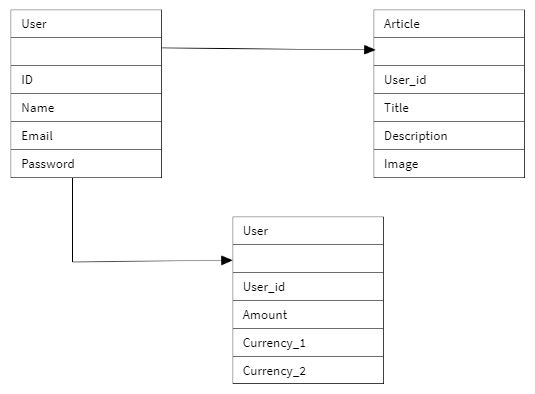 User
ID
Name
Email
Password
Article
User_id
Title
Description
Image
User
User_id
Amount
Currency_1
Currency_2